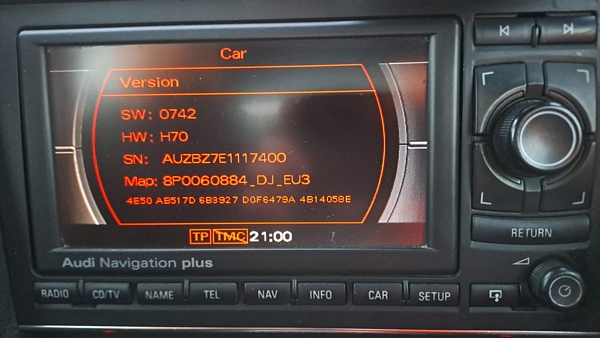 Car
Version
SW: 0742
HW: H70
SN: AUZBZ7E1117400
Map: 8P0060884_DJ_EU3
4E50 AB517D 6B3927 D0F6479A 4B14058E
TP TMC 21:00
RETURN
Audi Navigation plus
RADIO CD/TV NAME TEL NAV INFO CAR SETUP